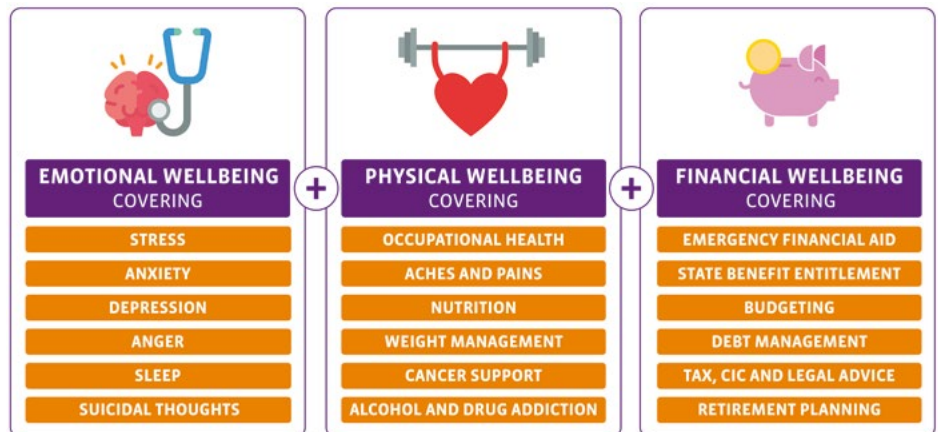 EMOTIONAL WELLBEING
COVERING
STRESS
ANXIETY
DEPRESSION
ANGER
SLEEP
SUICIDAL THOUGHTS
+
PHYSICAL WELLBEING
COVERING
OCCUPATIONAL HEALTH
ACHES AND PAINS
NUTRITION
WEIGHT MANAGEMENT
CANCER SUPPORT
ALCOHOL AND DRUG ADDICTION
+
FINANCIAL WELLBEING
COVERING
EMERGENCY FINANCIAL AID
STATE BENEFIT ENTITLEMENT
BUDGETING
DEBT MANAGEMENT
TAX, CIC AND LEGAL ADVICE
RETIREMENT PLANNING